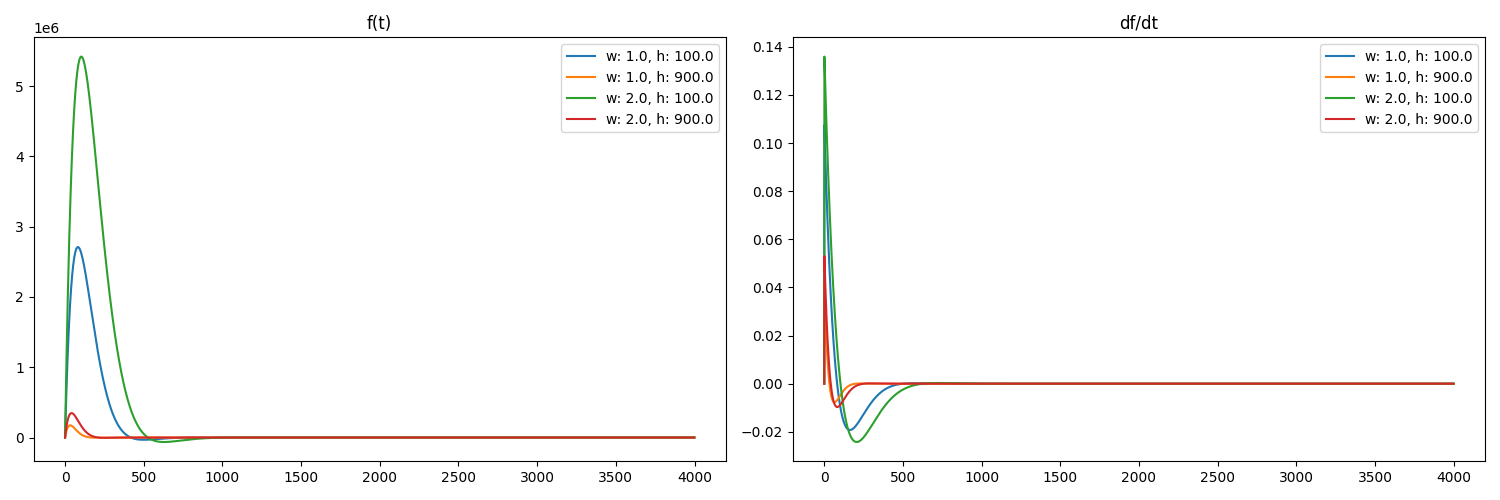 f(t)
1e6
5
4
3
2
1
0
0 500 1000 1500 2000 2500 3000 3500 4000
w: 1.0, h: 100.0
w: 1.0, h: 900.0
w: 2.0, h: 100.0
w: 2.0, h: 900.0
df/dt
0.14
0.12
0.10
0.08
0.06
0.04
0.02
0.00
−0.02
0 500 1000 1500 2000 2500 3000 3500 4000
w: 1.0, h: 100.0
w: 1.0, h: 900.0
w: 2.0, h: 100.0
w: 2.0, h: 900.0